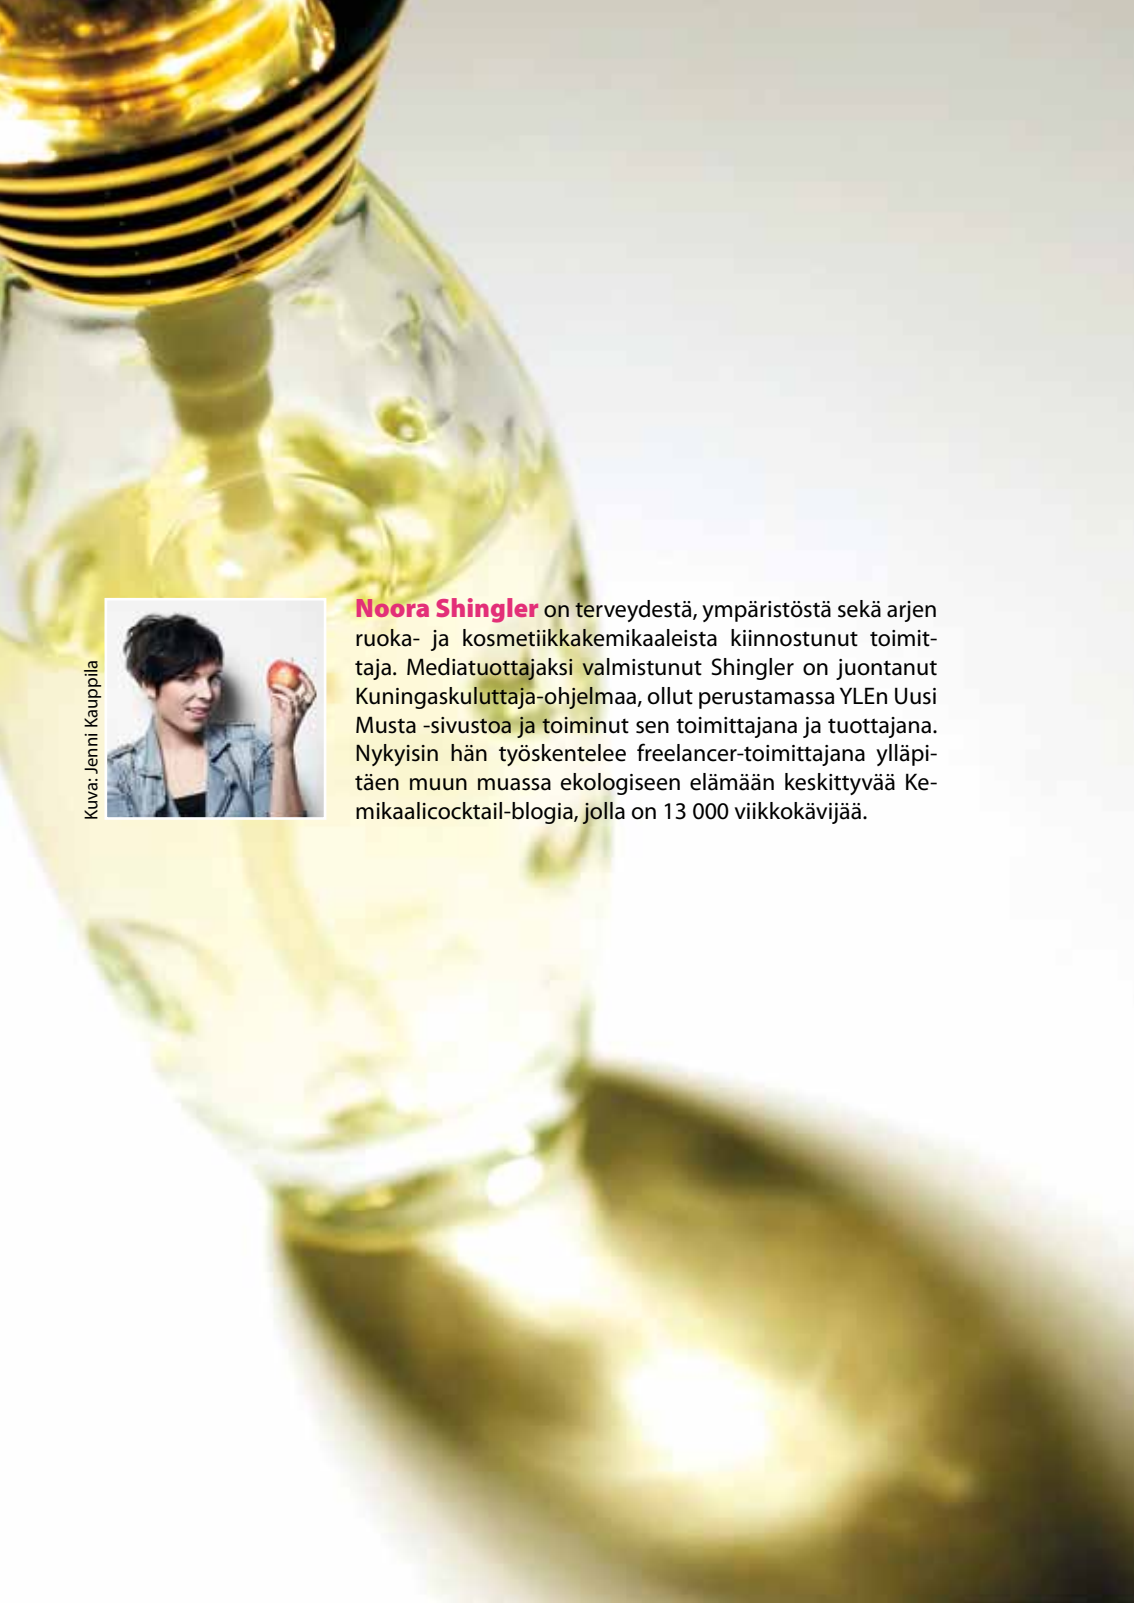 Noora Shingler on terveydestä, ympäristöstä sekä arjen
ruoka- ja kosmetiikkakemikaaleista kiinnostunut toimit-
taja. Mediatuottajaksi valmistunut Shingler on juontanut
Kuningaskuluttaja-ohjelmaa, ollut perustamassa YLEn Uusi
Musta -sivustoa ja toiminut sen toimittajana ja tuottajana.
Nykyisin hän työskentelee freelancer-toimittajana ylläpi-
täen muun muassa ekologiseen elämään keskittyvää Ke-
mikaalicocktail-blogia, jolla on 13 000 viikkokävijää.
Kuva: Jenni Kauppila